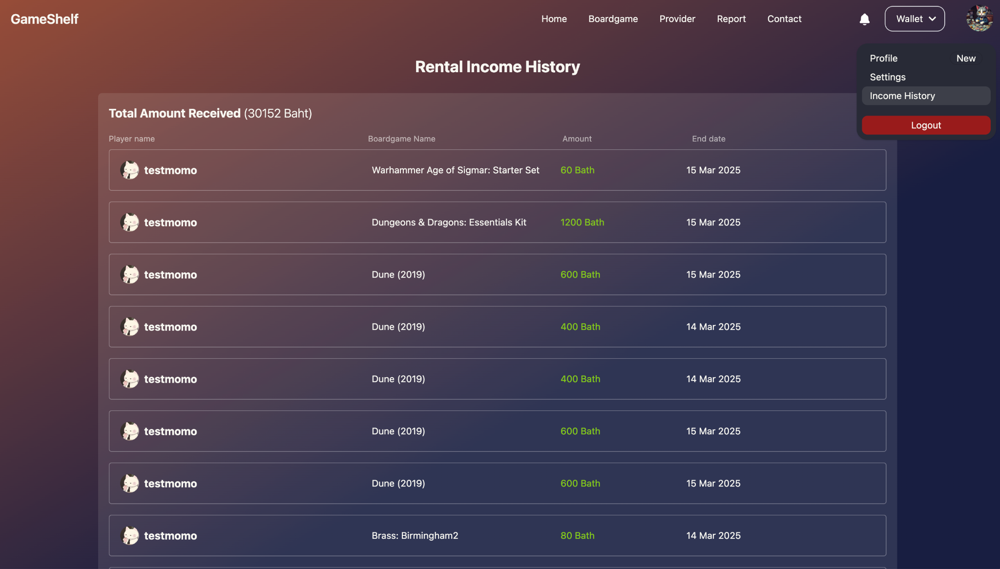 GameShelf
Home Boardgame Provider Report Contact Wallet
Profile New
Settings
Income History
Logout
Rental Income History
Total Amount Received (30152 Baht)
Player name Boardgame Name Amount End date
testmomo Warhammer Age of Sigmar: Starter Set 60 Bath 15 Mar 2025
testmomo Dungeons & Dragons: Essentials Kit 1200 Bath 15 Mar 2025
testmomo Dune (2019) 600 Bath 15 Mar 2025
testmomo Dune (2019) 400 Bath 14 Mar 2025
testmomo Dune (2019) 400 Bath 14 Mar 2025
testmomo Dune (2019) 600 Bath 15 Mar 2025
testmomo Dune (2019) 600 Bath 15 Mar 2025
testmomo Brass: Birmingham2 80 Bath 14 Mar 2025